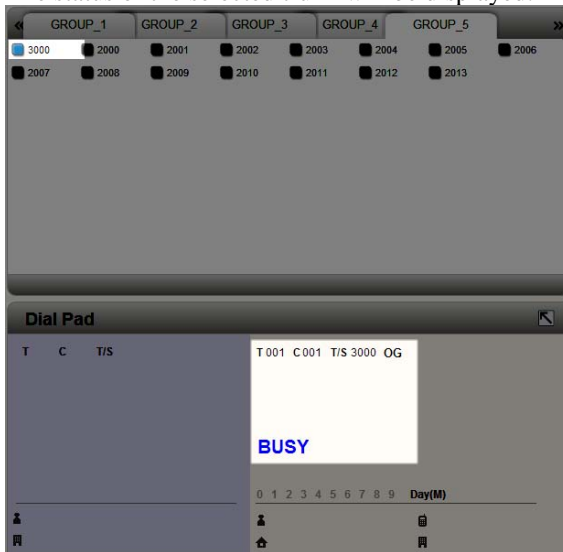 « GROUP_1 GROUP_2 GROUP_3 GROUP_4 GROUP_5 »
3000 2000 2001 2002 2003 2004 2005 2006
2007 2008 2009 2010 2011 2012 2013
Dial Pad
T C T/S
T 001 C 001 T/S 3000 OG
BUSY
0 1 2 3 4 5 6 7 8 9 Day(M)